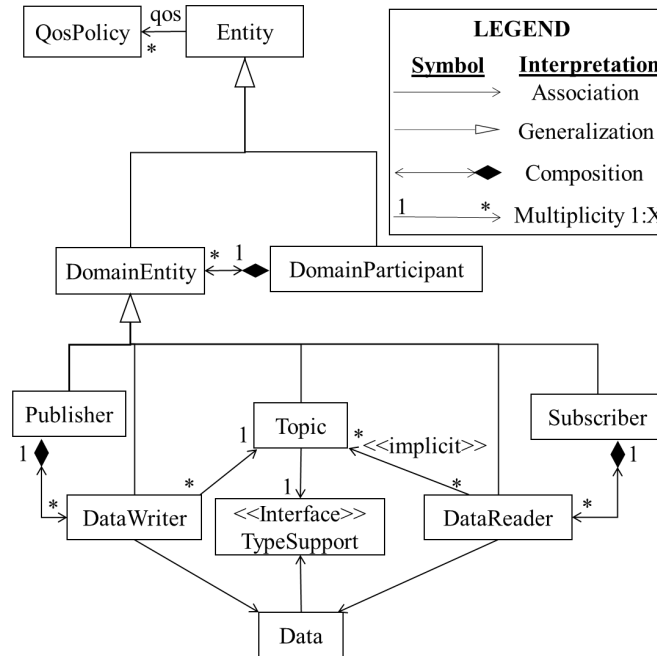 qos
QosPolicy
*
Entity
LEGEND
Symbol Interpretation
Association
Generalization
Composition
1 * Multiplicity 1:X
DomainEntity
* 1
DomainParticipant
Publisher
1
*
DataWriter
*
1
Topic
*
<<implicit>>
*
1
<<Interface>>
TypeSupport
Subscriber
1
*
DataReader
Data